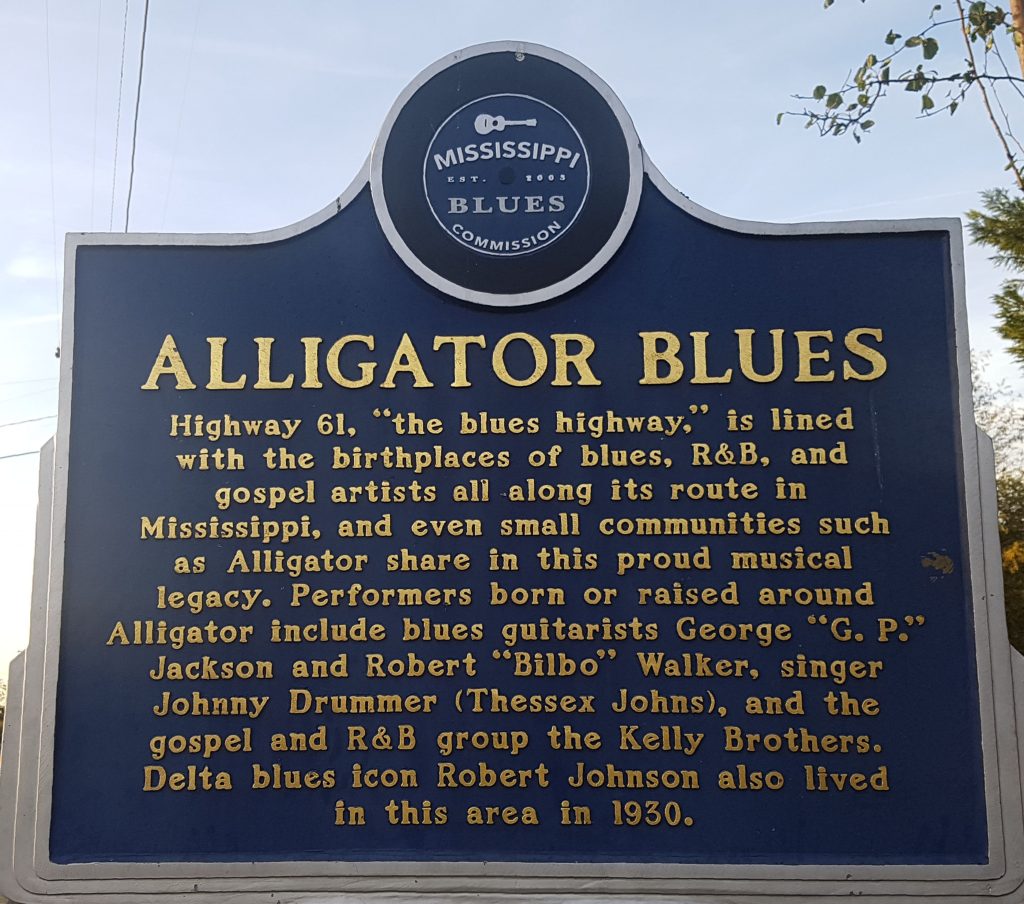 MISSISSIPPI
EST. 2003
BLUES
COMMISSION
ALLIGATOR BLUES
Highway 61, “the blues highway,” is lined
with the birthplaces of blues, R&B, and
gospel artists all along its route in
Mississippi, and even small communities such
as Alligator share in this proud musical
legacy. Performers born or raised around
Alligator include blues guitarists George “G. P.”
Jackson and Robert “Bilbo” Walker, singer
Johnny Drummer (Thessex Johns), and the
gospel and R&B group the Kelly Brothers.
Delta blues icon Robert Johnson also lived
in this area in 1930.